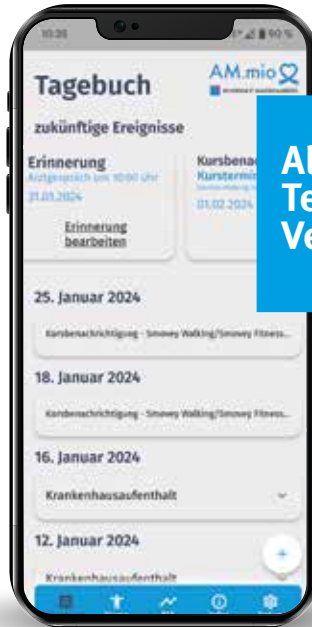 10:26
90 %
Tagebuch
AM.mio
zukünftige Ereignisse
Erinnerung
Arztgespräch um 10:00 Uhr
31.01.2024
Erinnerung
bearbeiten
Kursbena
Kurstermin
01.02.2024
Al
Te
Ve
25. Januar 2024
Kursbenachrichtigung - Smovey Walking/Smovey Fitness...
18. Januar 2024
Kursbenachrichtigung - Smovey Walking/Smovey Fitness...
16. Januar 2024
Krankenhausaufenthalt
12. Januar 2024
Krankenhausaufenthalt